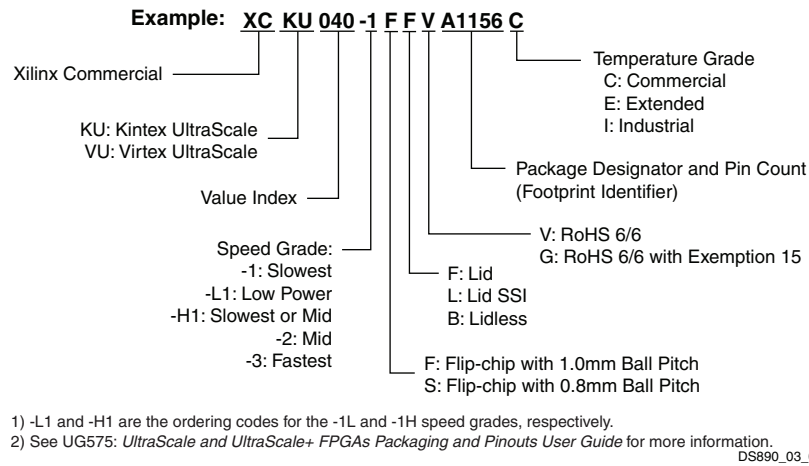 Example: XC KU 040 -1 F F V A1156 C
Xilinx Commercial
Temperature Grade
C: Commercial
E: Extended
I: Industrial
KU: Kintex UltraScale
VU: Virtex UltraScale
Package Designator and Pin Count
(Footprint Identifier)
Value Index
V: RoHS 6/6
G: RoHS 6/6 with Exemption 15
Speed Grade:
-1: Slowest
-L1: Low Power
-H1: Slowest or Mid
-2: Mid
-3: Fastest
F: Lid
L: Lid SSI
B: Lidless
F: Flip-chip with 1.0mm Ball Pitch
S: Flip-chip with 0.8mm Ball Pitch
1) -L1 and -H1 are the ordering codes for the -1L and -1H speed grades, respectively.
2) See UG575: UltraScale and UltraScale+ FPGAs Packaging and Pinouts User Guide for more information.